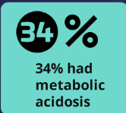 34 %
34% had
metabolic
acidosis